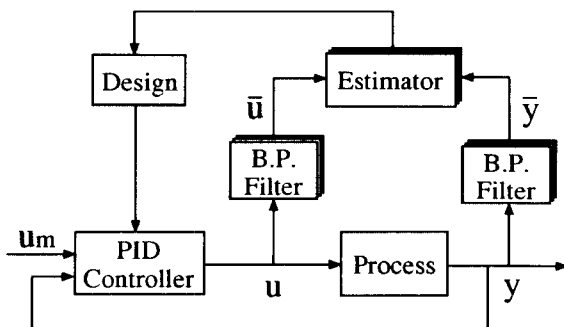 Design
Estimator
ū
ȳ
B.P.
Filter
B.P.
Filter
um
PID
Controller
Process
u
y